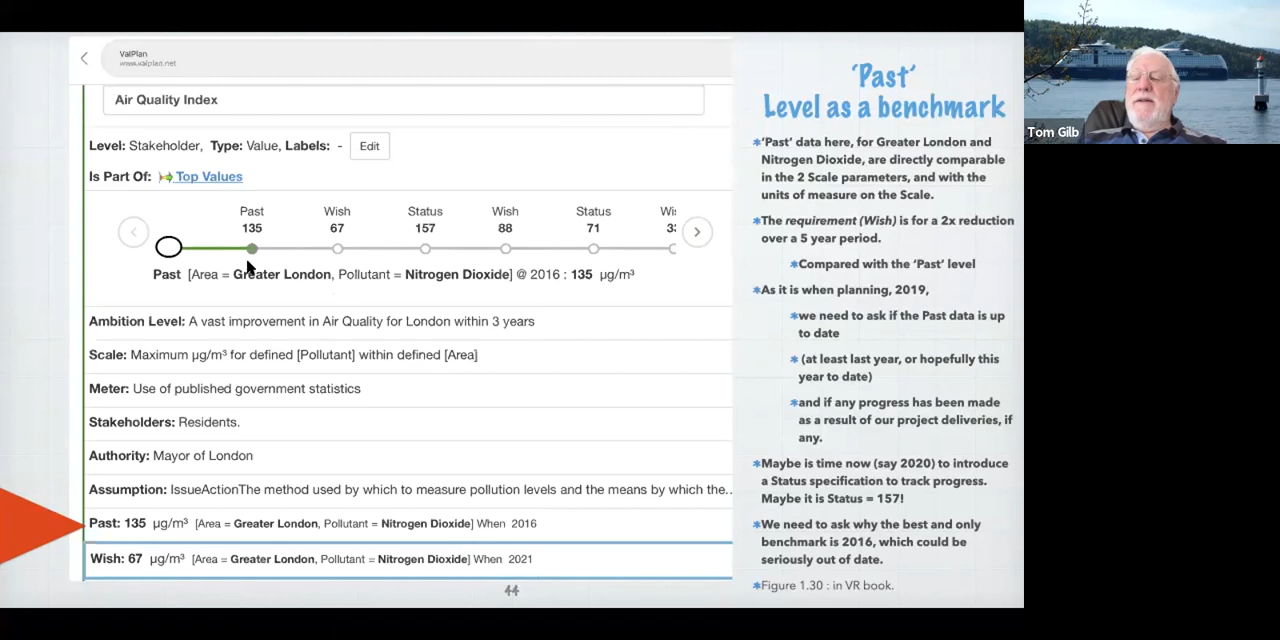 ValPlan
www.valplan.net
Air Quality Index
Level: Stakeholder, Type: Value, Labels: - Edit
Is Part Of: Top Values
Past Wish Status Wish Status Wi
135 67 157 88 71 33
Past [Area = Greater London, Pollutant = Nitrogen Dioxide] @ 2016 : 135 µg/m³
Ambition Level: A vast improvement in Air Quality for London within 3 years
Scale: Maximum µg/m³ for defined [Pollutant] within defined [Area]
Meter: Use of published government statistics
Stakeholders: Residents.
Authority: Mayor of London
Assumption: IssueActionThe method used by which to measure pollution levels and the means by which the..
Past: 135 µg/m³ [Area = Greater London, Pollutant = Nitrogen Dioxide] When 2016
Wish: 67 µg/m³ [Area = Greater London, Pollutant = Nitrogen Dioxide] When 2021
44
'Past'
Level as a benchmark
*'Past' data here, for Greater London and
Nitrogen Dioxide, are directly comparable
in the 2 Scale parameters, and with the
units of measure on the Scale.
*The requirement (Wish) is for a 2x reduction
over a 5 year period.
*Compared with the 'Past' level
*As it is when planning, 2019,
*we need to ask if the Past data is up
to date
*(at least last year, or hopefully this
year to date)
*and if any progress has been made
as a result of our project deliveries, if
any.
*Maybe is time now (say 2020) to introduce
a Status specification to track progress.
Maybe it is Status = 157!
*We need to ask why the best and only
benchmark is 2016, which could be
seriously out of date.
*Figure 1.30 : in VR book.
Tom Gilb